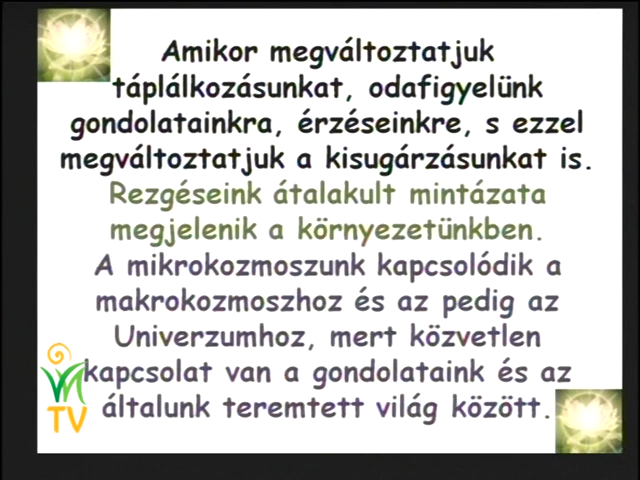 Amikor megváltoztatjuk
táplálkozásunkat, odafigyelünk
gondolatainkra, érzéseinkre, s ezzel
megváltoztatjuk a kisugárzásunkat is.
Rezgéseink átalakult mintázata
megjelenik a környezetünkben.
A mikrokozmoszunk kapcsolódik a
makrokozmoszhoz és az pedig az
Univerzumhoz, mert közvetlen
kapcsolat van a gondolataink és az
általunk teremtett világ között.
TV